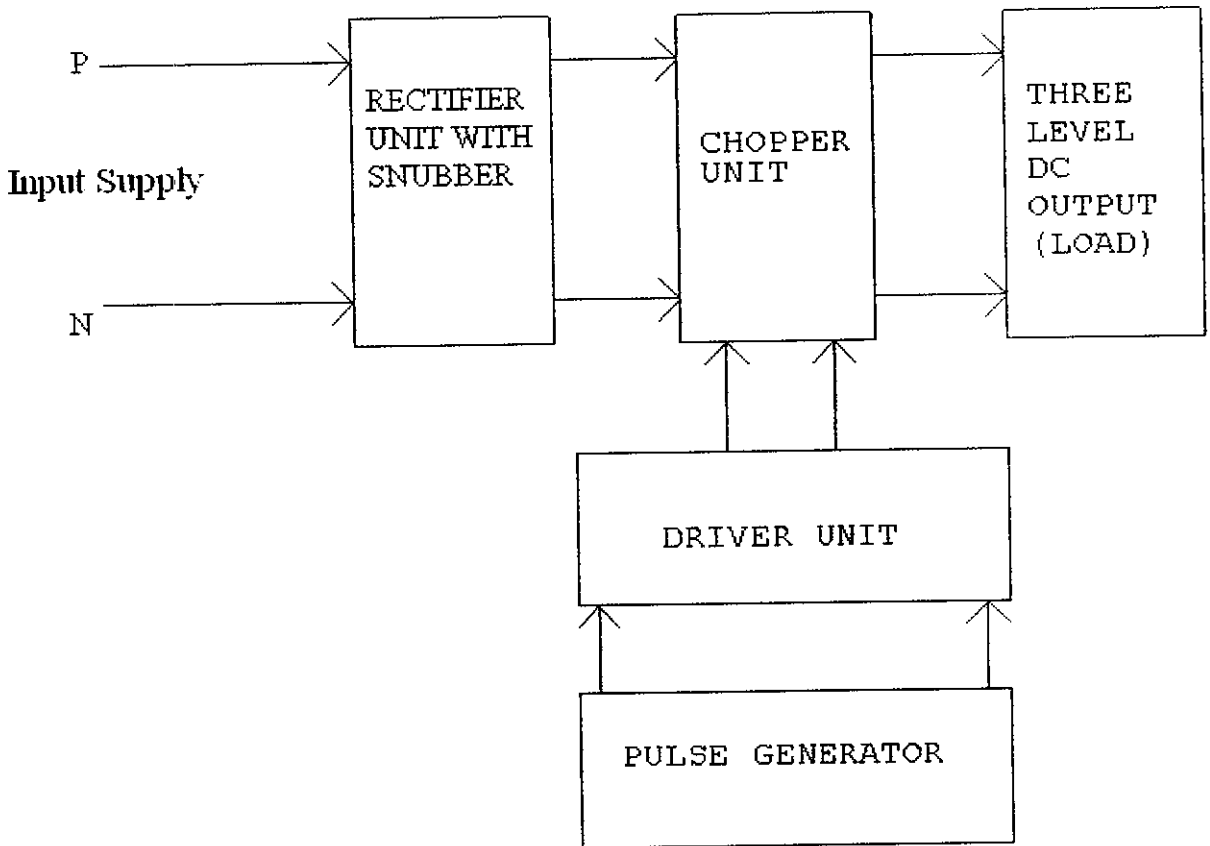 P
Input Supply
N
RECTIFIER
UNIT WITH
SNUBBER
CHOPPER
UNIT
THREE
LEVEL
DC
OUTPUT
(LOAD)
DRIVER UNIT
PULSE GENERATOR